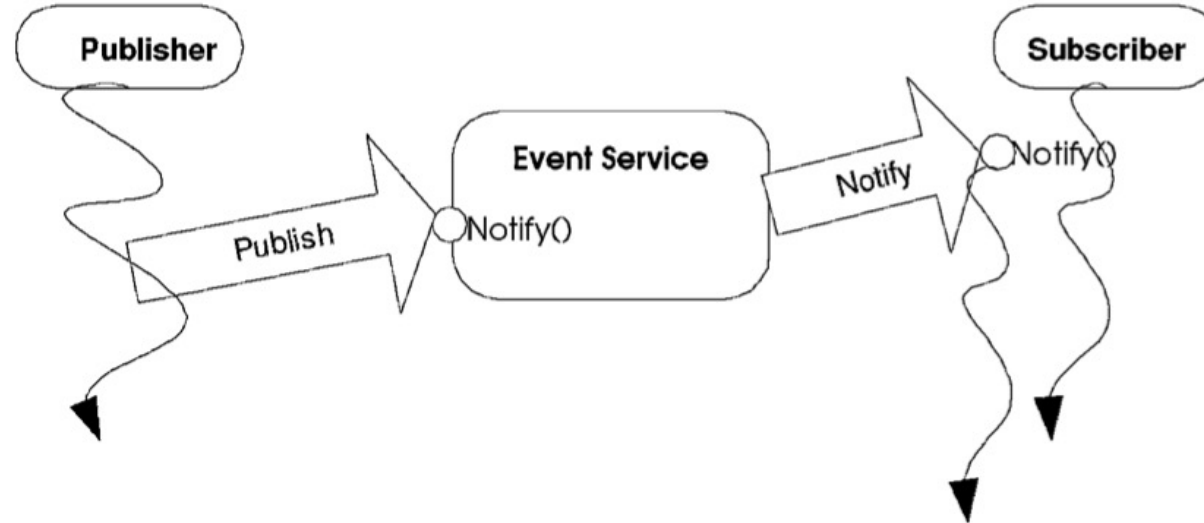 Publisher
Subscriber
Event Service
Notify()
Notify
Publish
Notify()